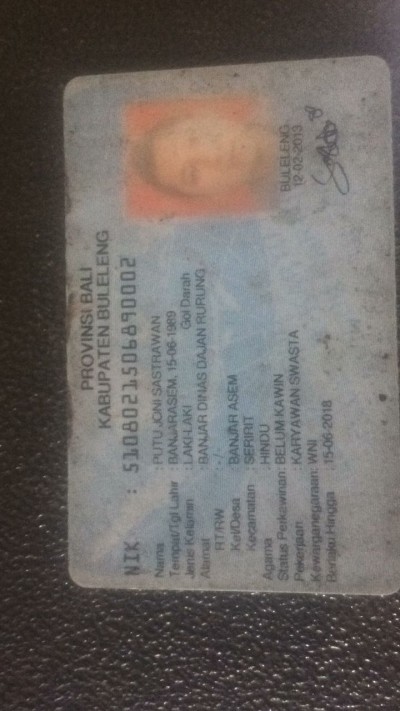 PROVINSI BALI
KABUPATEN BULELENG
NIK : 5108021506890002
Nama : PUTU JONI SASTRAWAN
Tempat/Tgl Lahir : BANJARASEM, 15-06-1989
Jenis Kelamin : LAKI-LAKI Gol Darah
Alamat : BANJAR DINAS DAJAN RURUNG
RT/RW : -/-
Kel/Desa : BANJAR ASEM
Kecamatan : SERIRIT
Agama : HINDU
Status Perkawinan: BELUM KAWIN
Pekerjaan : KARYAWAN SWASTA
Kewarganegaraan: WNI
Berlaku Hingga : 15-06-2018
BULELENG
12-02-2013